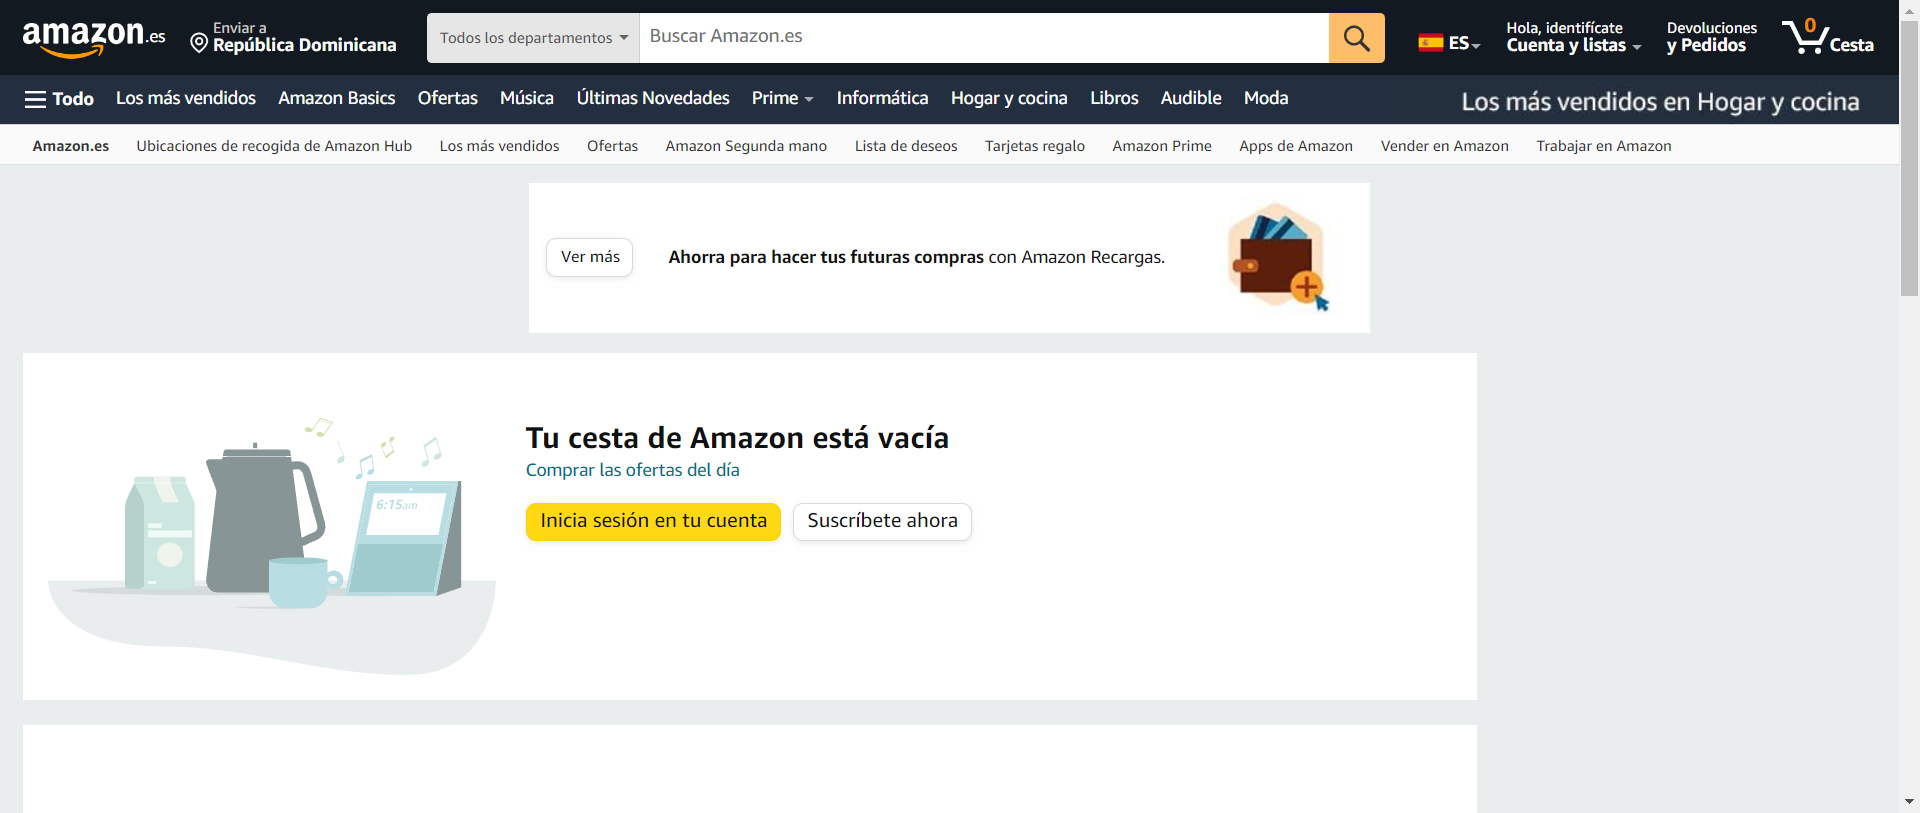 amazon.es
Enviar a
República Dominicana
Todos los departamentos
Buscar Amazon.es
ES
Hola, identifícate
Cuenta y listas
Devoluciones
y Pedidos
0
Cesta
Todo
Los más vendidos
Amazon Basics
Ofertas
Música
Últimas Novedades
Prime
Informática
Hogar y cocina
Libros
Audible
Moda
Los más vendidos en Hogar y cocina
Amazon.es
Ubicaciones de recogida de Amazon Hub
Los más vendidos
Ofertas
Amazon Segunda mano
Lista de deseos
Tarjetas regalo
Amazon Prime
Apps de Amazon
Vender en Amazon
Trabajar en Amazon
Ver más
Ahorra para hacer tus futuras compras con Amazon Recargas.
6:15am
Tu cesta de Amazon está vacía
Comprar las ofertas del día
Inicia sesión en tu cuenta
Suscríbete ahora